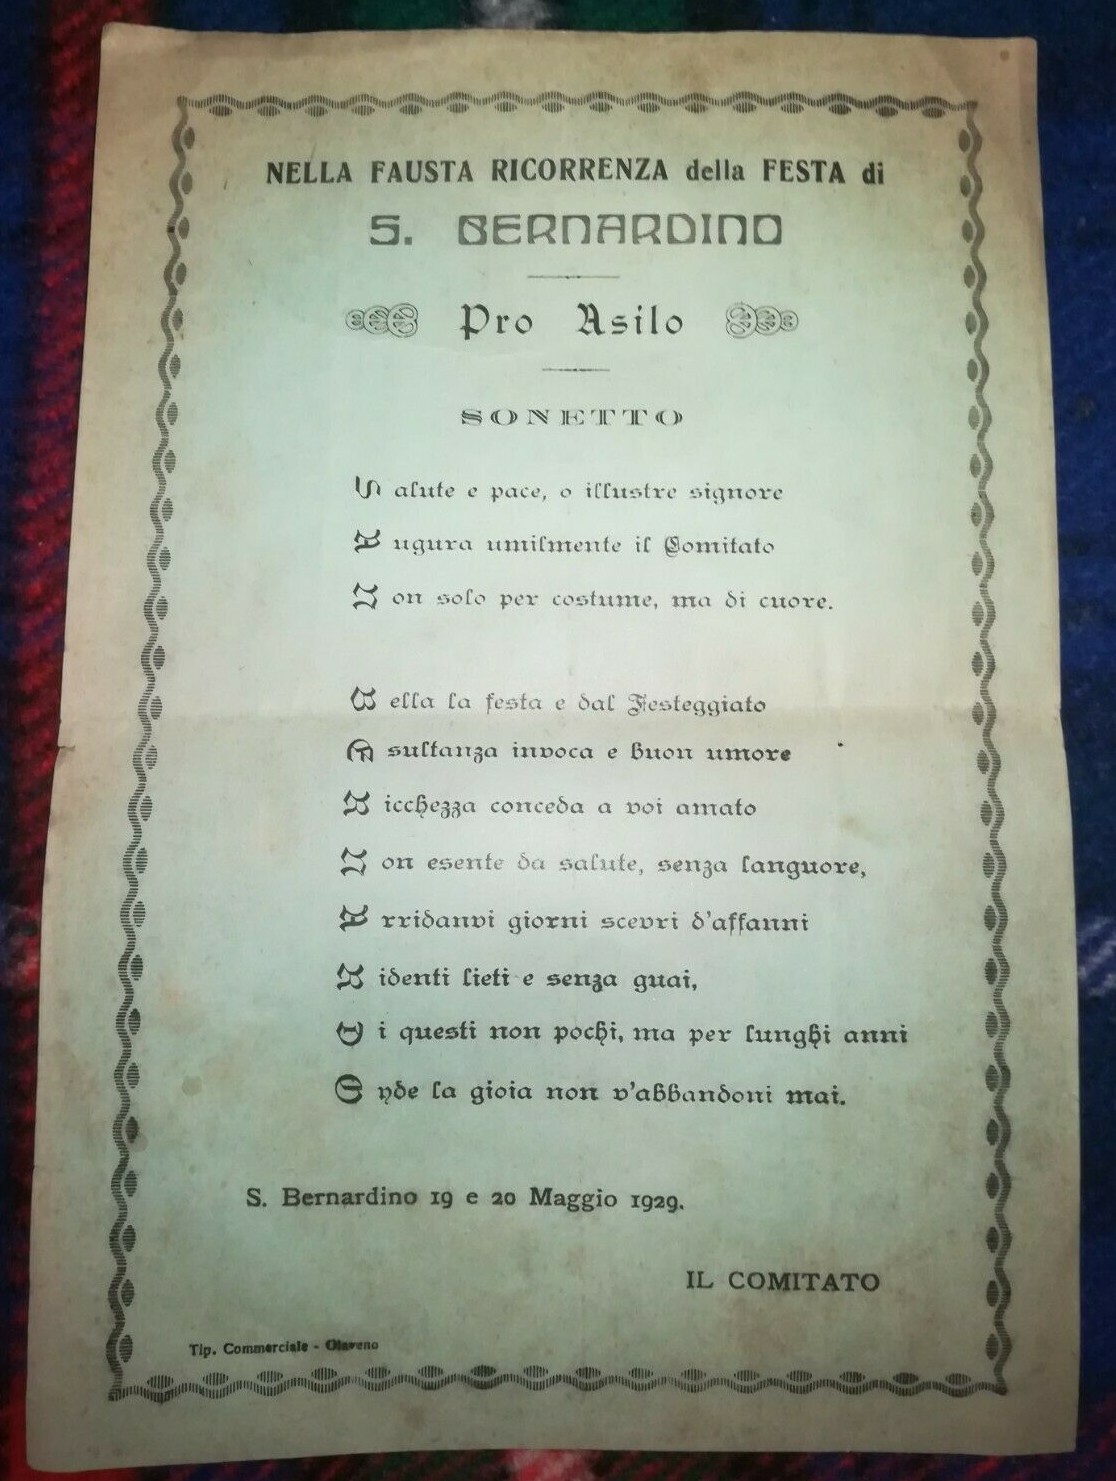 NELLA FAUSTA RICORRENZA della FESTA di
S. BERNARDINO
Pro Asilo
SONETTO
Salute e pace, o illustre signore
Augura umilmente il Comitato
Non solo per costume, ma di cuore.
Bella la festa e dal Festeggiato
Esultanza invoca e buon umore
Ricchezza conceda a voi amato
Non esente da salute, senza languore,
Arridanvi giorni scevri d'affanni
Ridenti lieti e senza guai,
Di questi non pochi, ma per lunghi anni
yde la gioia non v'abbandoni mai.
S. Bernardino 19 e 20 Maggio 1929.
IL COMITATO
Tip. Commerciale - Giaveno